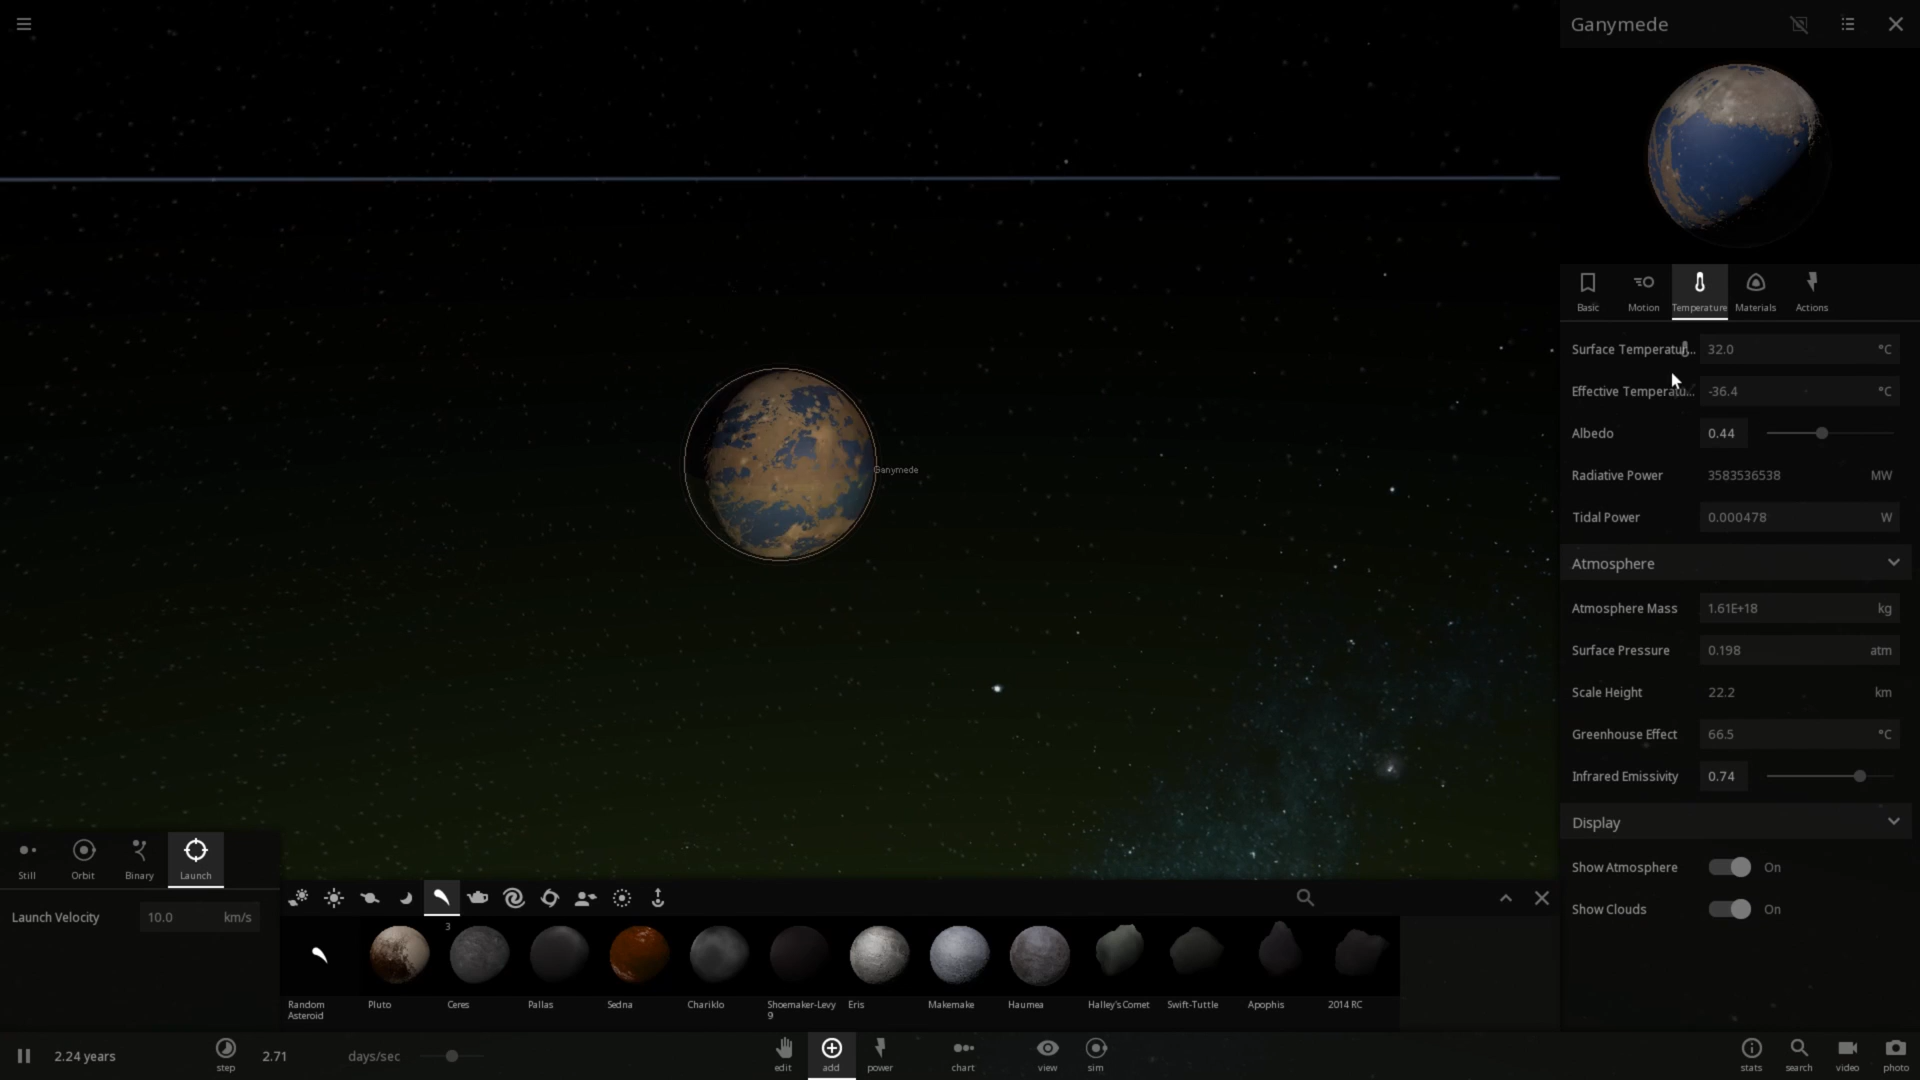 Ganymede
Ganymede
Basic Motion Temperature Materials Actions
Surface Temperatur... 32.0 °C
Effective Temperatu... -36.4 °C
Albedo 0.44
Radiative Power 3583536538 MW
Tidal Power 0.000478 W
Atmosphere
Atmosphere Mass 1.61E+18 kg
Surface Pressure 0.198 atm
Scale Height 22.2 km
Greenhouse Effect 66.5 °C
Infrared Emissivity 0.74
Display
Show Atmosphere On
Show Clouds On
Still Orbit Binary Launch
Launch Velocity 10.0 km/s
3
Random Asteroid
Pluto
Ceres
Pallas
Sedna
Chariklo
Shoemaker-Levy 9
Eris
Makemake
Haumea
Halley's Comet
Swift-Tuttle
Apophis
2014 RC
2.24 years
step
2.71 days/sec
edit add power chart view sim
stats search video photo